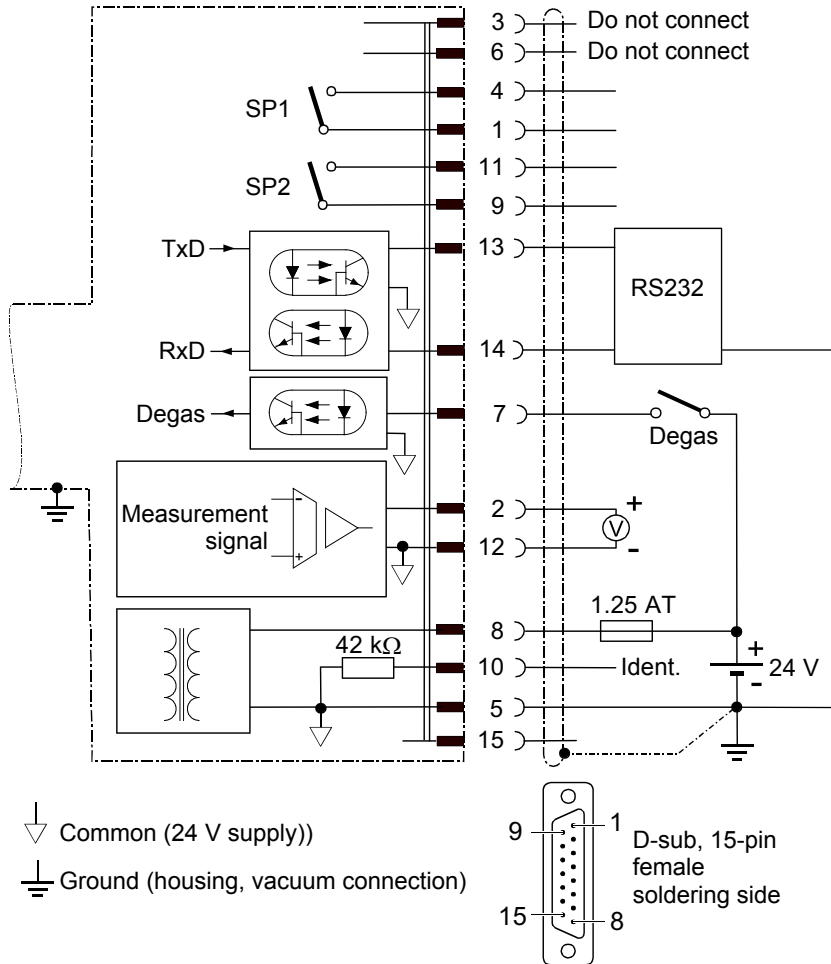 3 Do not connect
6 Do not connect
4
SP1
1
11
SP2
9
TxD 13
RS232
RxD 14
Degas 7
Degas
Measurement
signal
2 +
V
12 -
-
+
8 1.25 AT
42 kΩ
10 Ident.
+
- 24 V
5
15
Common (24 V supply))
Ground (housing, vacuum connection)
9 1
15 8
D-sub, 15-pin
female
soldering side